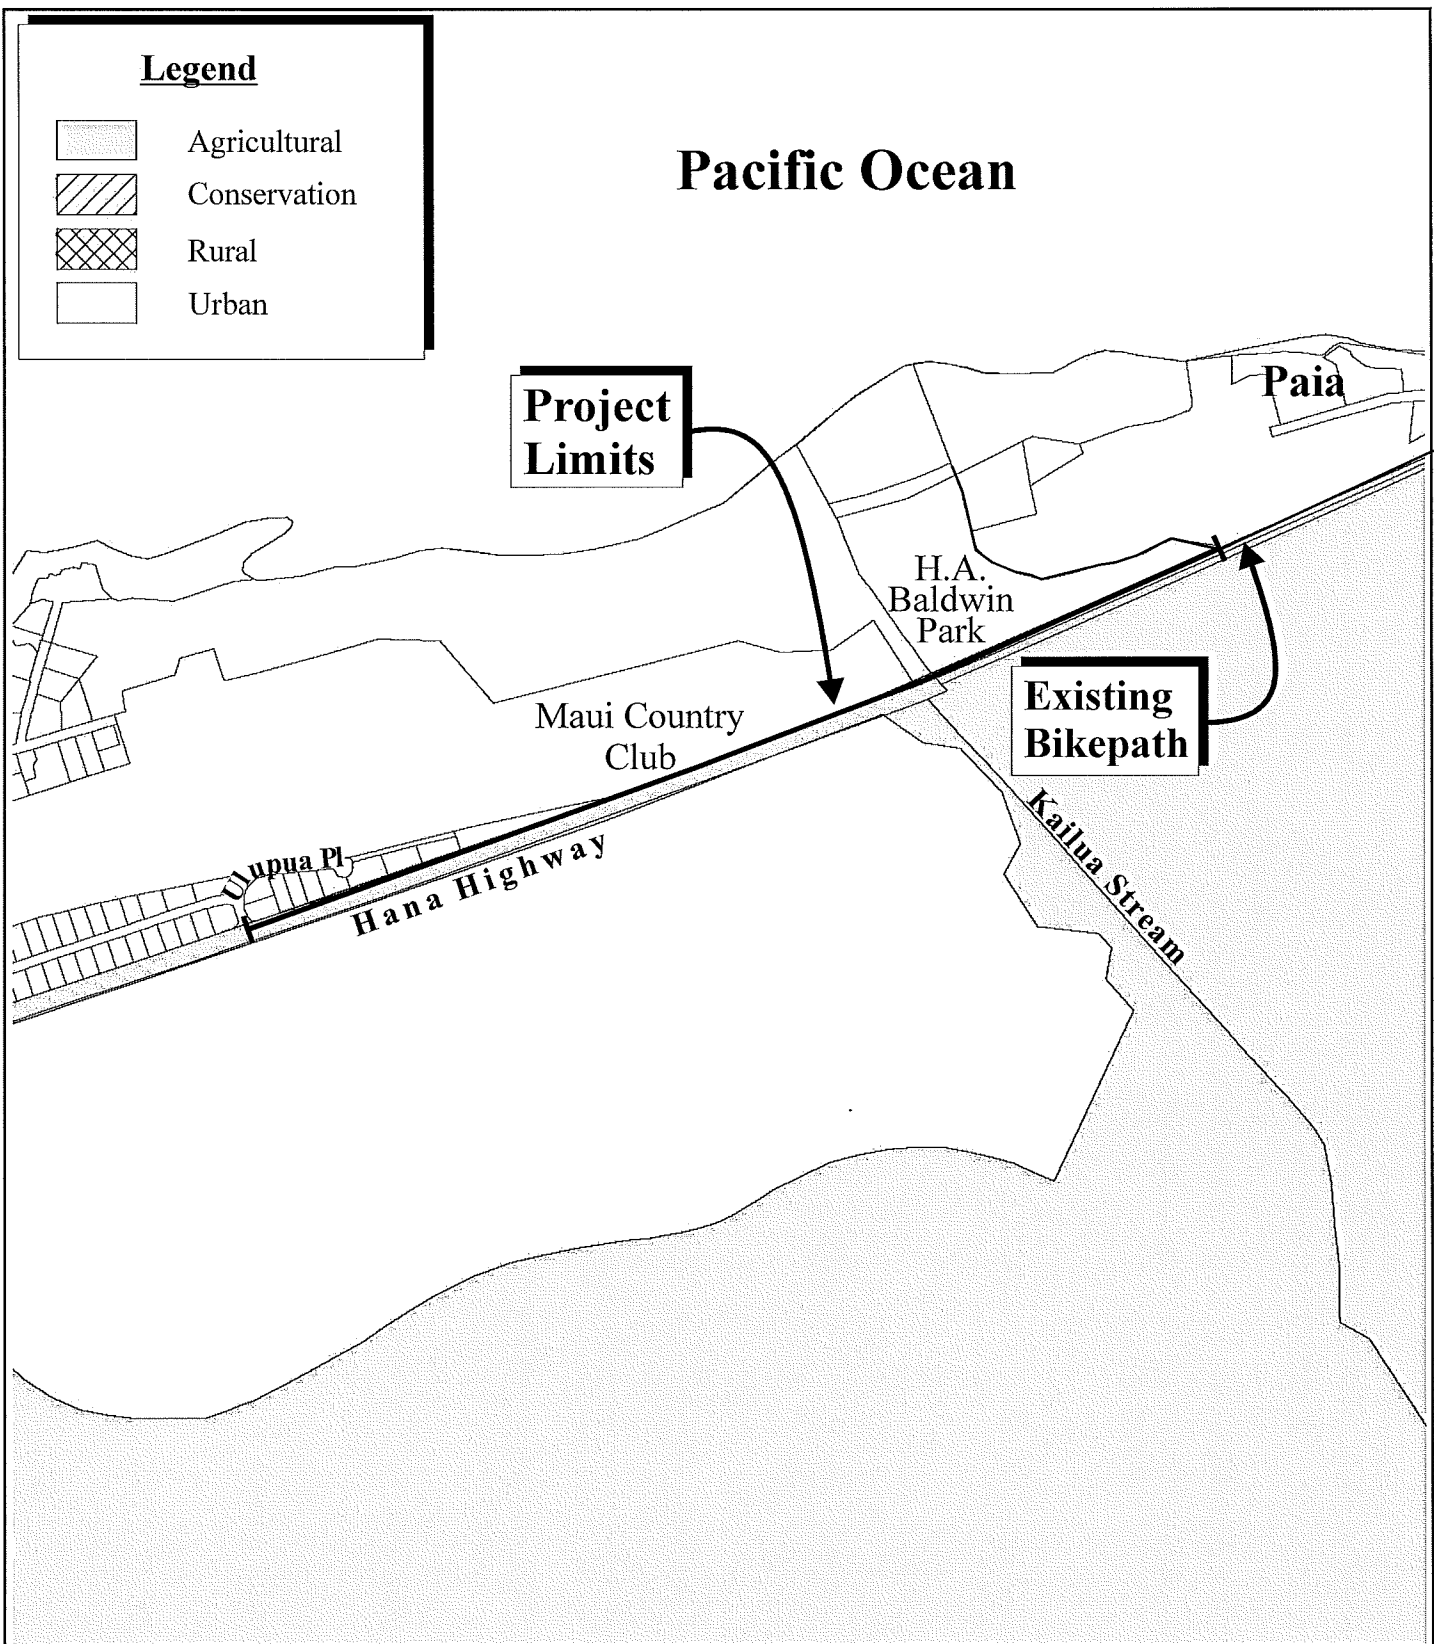 Legend
Agricultural
Conservation
Rural
Urban
Pacific Ocean
Project
Limits
Paia
H.A.
Baldwin
Park
Existing
Bikepath
Maui Country
Club
Kailua Stream
Ulupua Pl
Hana Highway